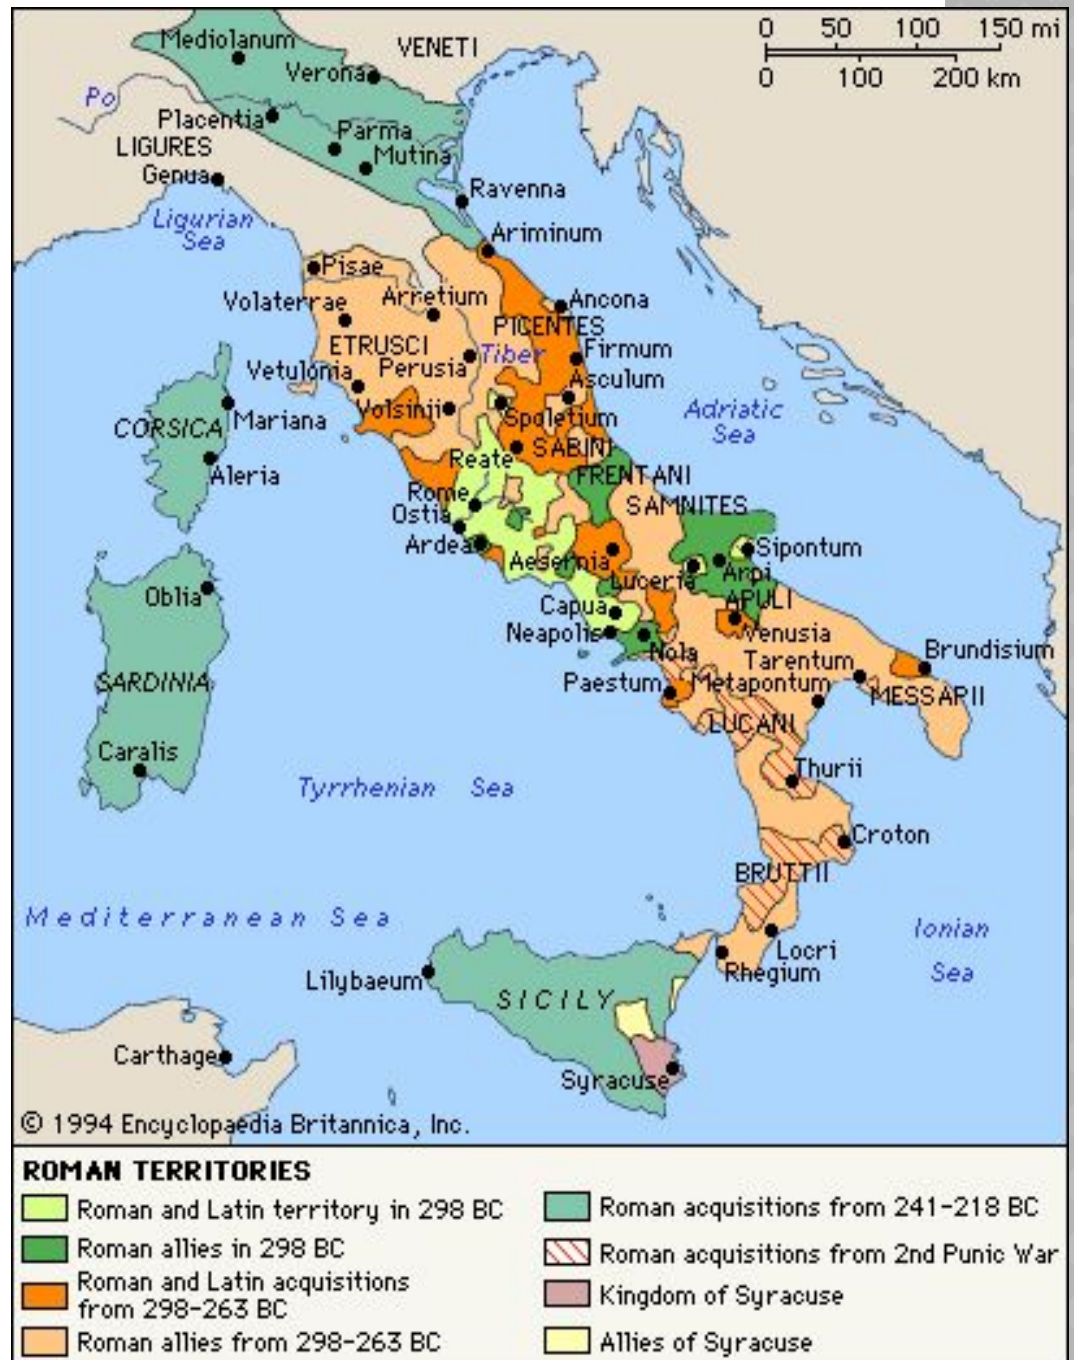 0 50 100 150 mi
0 100 200 km
Mediolanum
VENETI
Verona
Po
Placentia
Parma
LIGURES
Mutina
Genua
Ravenna
Ligurian
Sea
Ariminum
Pisae
Volaterrae
Arretium
Ancona
PICENTES
ETRUSCI
Tiber
Firmum
Vetulonia
Perusia
Asculum
Volsinii
Spoletium
Adriatic
Sea
CORSICA
Mariana
SABINI
Reate
Aleria
FRENTANI
Rome
SAMNITES
Ostia
Ardea
Sipontum
Aesernia
Arpi
Luceria
Oblia
APULI
Capua
Neapolis
Venusia
Nola
Tarentum
Brundisium
SARDINIA
Paestum
Metapontum
MESSAPII
LUCANI
Caralis
Thurii
Tyrrhenian Sea
Croton
BRUTTII
Mediterranean Sea
Ionian
Sea
Locri
Rhegium
Lilybaeum
SICILY
Carthage
Syracuse
© 1994 Encyclopaedia Britannica, Inc.
ROMAN TERRITORIES
Roman and Latin territory in 298 BC
Roman allies in 298 BC
Roman and Latin acquisitions
from 298-263 BC
Roman allies from 298-263 BC
Roman acquisitions from 241-218 BC
Roman acquisitions from 2nd Punic War
Kingdom of Syracuse
Allies of Syracuse